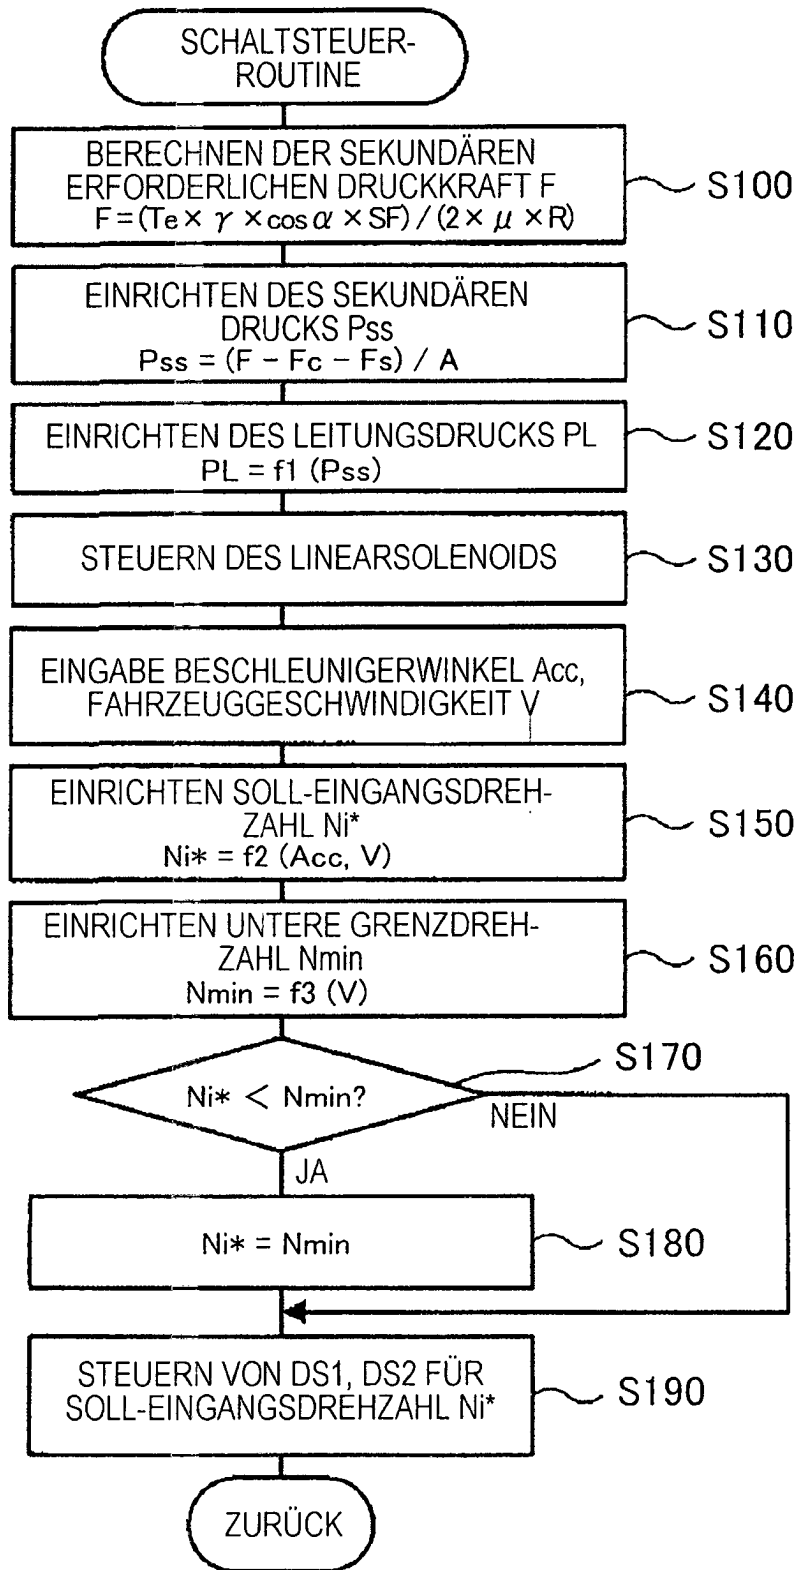 SCHALTSTEUER-
ROUTINE
BERECHNEN DER SEKUNDÄREN
ERFORDERLICHEN DRUCKKRAFT F
F=(Te × γ × cos α × SF)/(2 × μ × R)
S100
EINRICHTEN DES SEKUNDÄREN
DRUCKS Pss
Pss = (F − Fc − Fs) / A
S110
EINRICHTEN DES LEITUNGSDRUCKS PL
PL = f1 (Pss)
S120
STEUERN DES LINEARSOLENOIDS
S130
EINGABE BESCHLEUNIGERWINKEL Acc,
FAHRZEUGGESCHWINDIGKEIT V
S140
EINRICHTEN SOLL-EINGANGSDREH-
ZAHL Ni*
Ni* = f2 (Acc, V)
S150
EINRICHTEN UNTERE GRENZDREH-
ZAHL Nmin
Nmin = f3 (V)
S160
S170
Ni* < Nmin?
NEIN
JA
Ni* = Nmin
S180
STEUERN VON DS1, DS2 FÜR
SOLL-EINGANGSDREHZAHL Ni*
S190
ZURÜCK